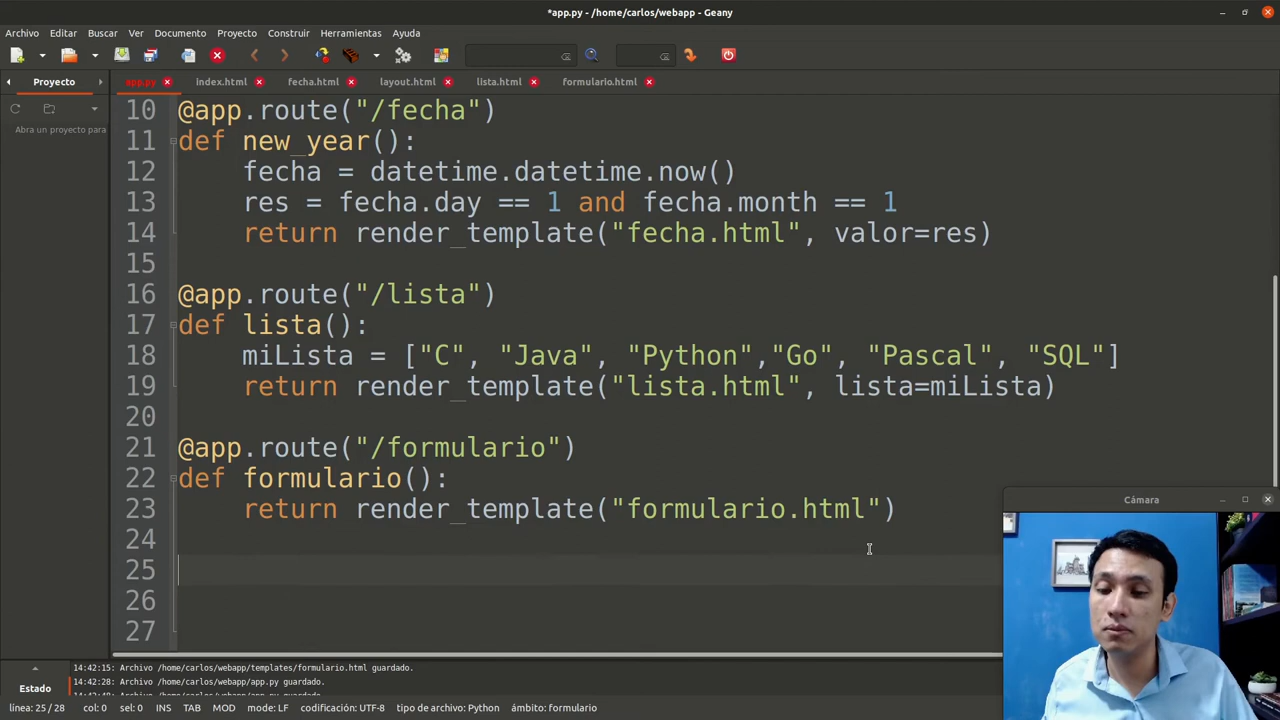 *app.py - /home/carlos/webapp - Geany
Archivo Editar Buscar Ver Documento Proyecto Construir Herramientas Ayuda
Proyecto app.py index.html fecha.html layout.html lista.html formulario.html
Abra un proyecto para
10 @app.route("/fecha")
11 def new_year():
12 fecha = datetime.datetime.now()
13 res = fecha.day == 1 and fecha.month == 1
14 return render_template("fecha.html", valor=res)
15
16 @app.route("/lista")
17 def lista():
18 miLista = ["C", "Java", "Python","Go", "Pascal", "SQL"]
19 return render_template("lista.html", lista=miLista)
20
21 @app.route("/formulario")
22 def formulario():
23 return render_template("formulario.html")
24
25
26
27
Cámara
14:42:15: Archivo /home/carlos/webapp/templates/formulario.html guardado.
14:42:28: Archivo /home/carlos/webapp/app.py guardado.
Estado
línea: 25 / 28 col: 0 sel: 0 INS TAB MOD mode: LF codificación: UTF-8 tipo de archivo: Python ámbito: formulario